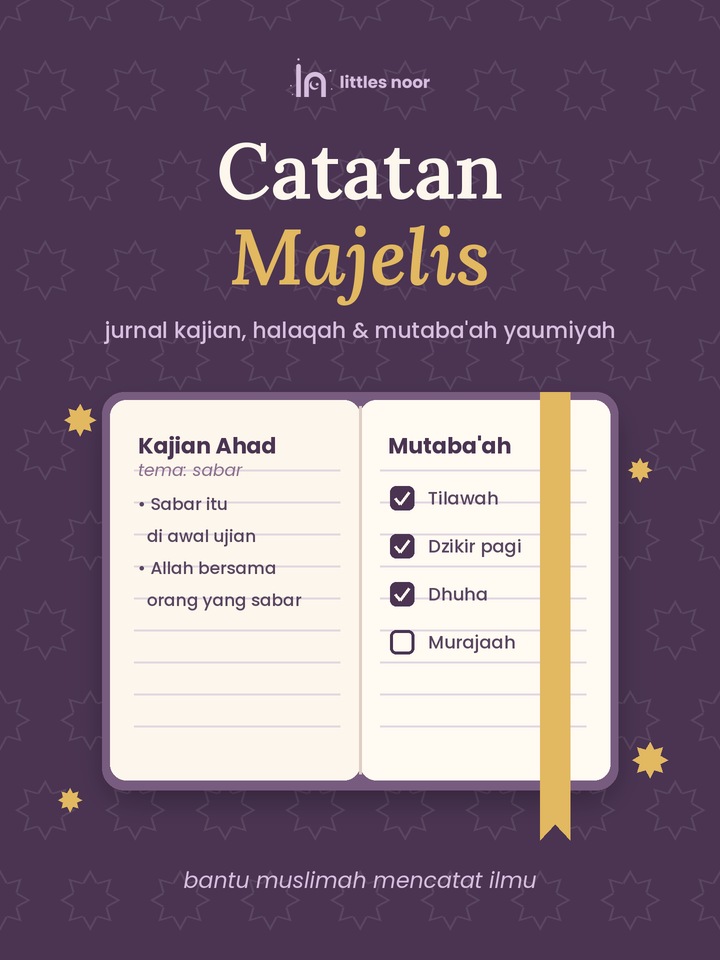 littles noor
Catatan
Majelis
jurnal kajian, halaqah & mutaba'ah yaumiyah
Kajian Ahad
tema: sabar
• Sabar itu
di awal ujian
• Allah bersama
orang yang sabar
Mutaba'ah
Tilawah
Dzikir pagi
Dhuha
Murajaah
bantu muslimah mencatat ilmu